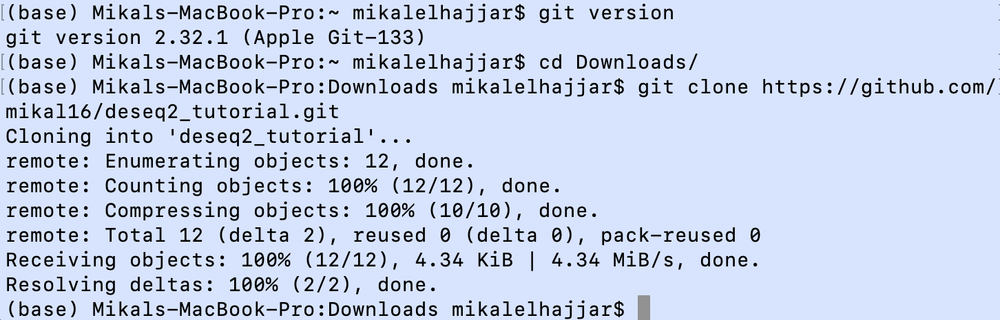 [(base) Mikals-MacBook-Pro:~ mikalelhajjar$ git version
git version 2.32.1 (Apple Git-133)
[(base) Mikals-MacBook-Pro:~ mikalelhajjar$ cd Downloads/
[(base) Mikals-MacBook-Pro:Downloads mikalelhajjar$ git clone https://github.com/
mikal16/deseq2_tutorial.git
Cloning into 'deseq2_tutorial'...
remote: Enumerating objects: 12, done.
remote: Counting objects: 100% (12/12), done.
remote: Compressing objects: 100% (10/10), done.
remote: Total 12 (delta 2), reused 0 (delta 0), pack-reused 0
Receiving objects: 100% (12/12), 4.34 KiB | 4.34 MiB/s, done.
Resolving deltas: 100% (2/2), done.
(base) Mikals-MacBook-Pro:Downloads mikalelhajjar$